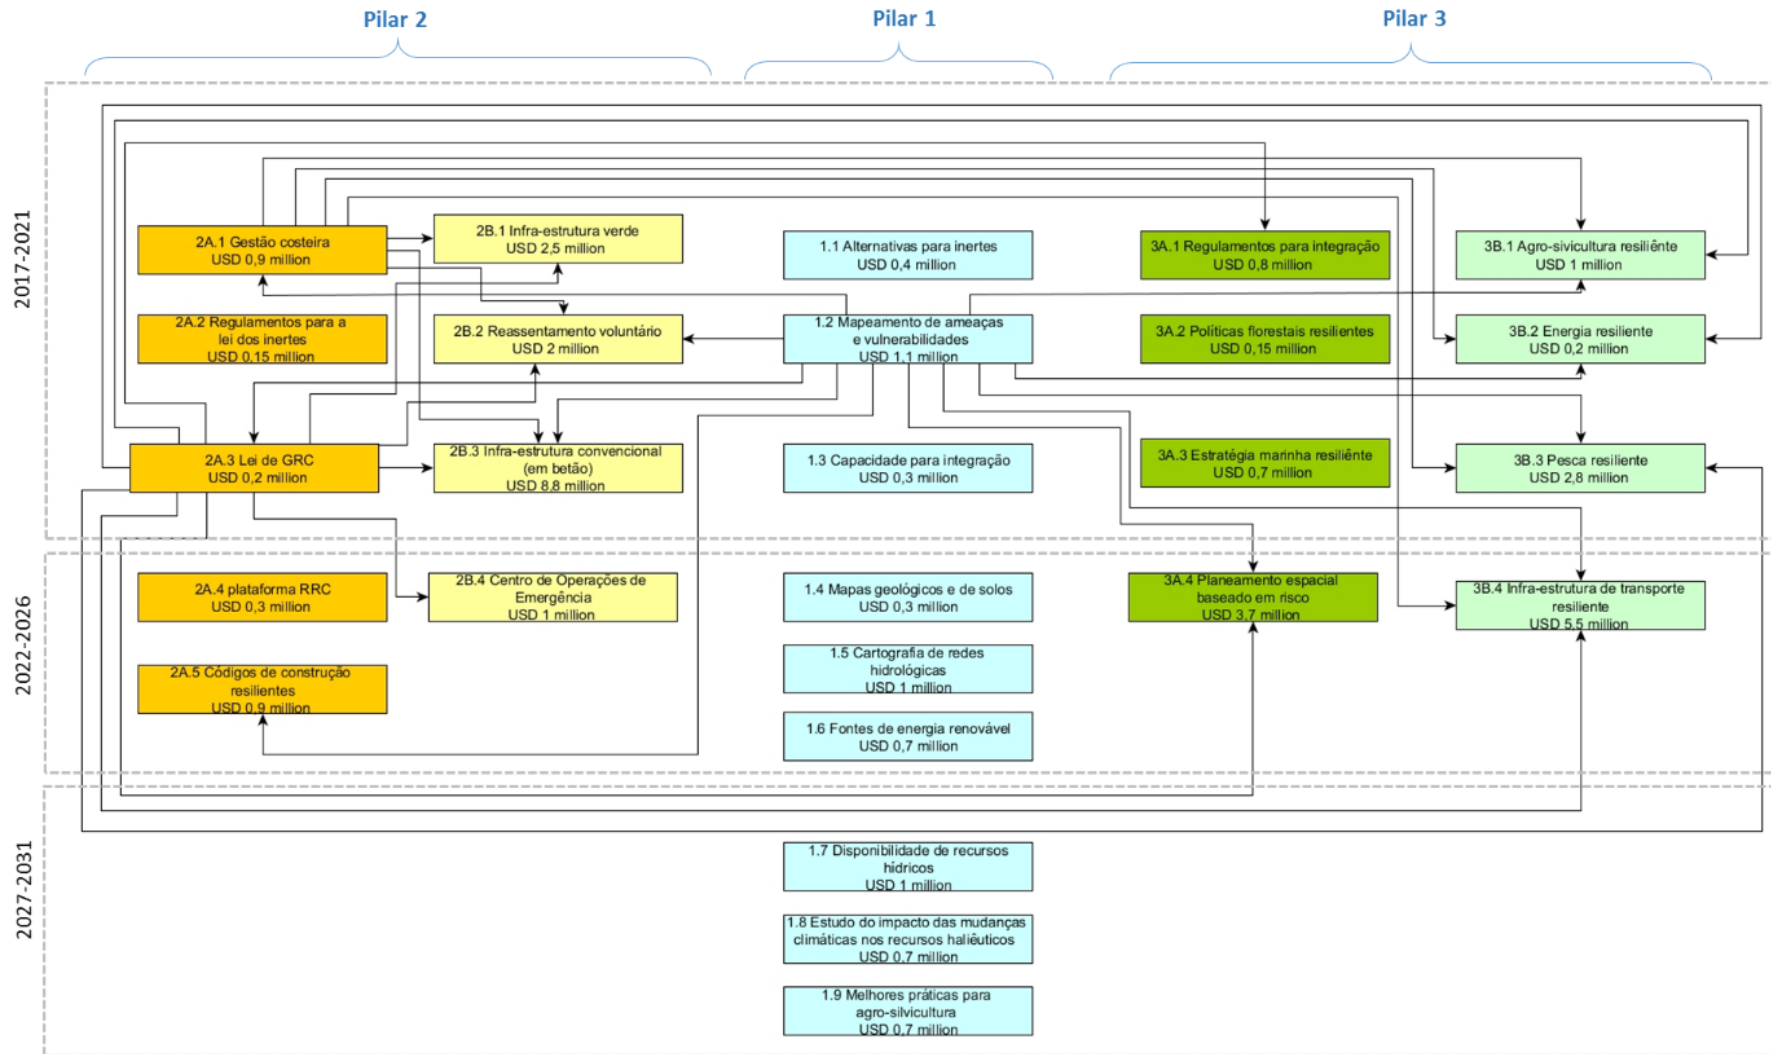 Pilar 2
Pilar 1
Pilar 3
2017-2021
2A.1 Gestão costeira
USD 0,9 million
2B.1 Infra-estrutura verde
USD 2,5 million
1.1 Alternativas para inertes
USD 0,4 million
3A.1 Regulamentos para integração
USD 0,8 million
3B.1 Agro-sivicultura resiliênte
USD 1 million
2A.2 Regulamentos para a
lei dos inertes
USD 0,15 million
2B.2 Reassentamento voluntário
USD 2 million
1.2 Mapeamento de ameaças
e vulnerabilidades
USD 1,1 million
3A.2 Políticas florestais resilientes
USD 0,15 million
3B.2 Energia resiliente
USD 0,2 million
2A.3 Lei de GRC
USD 0,2 million
2B.3 Infra-estrutura convencional
(em betão)
USD 8,8 million
1.3 Capacidade para integração
USD 0,3 million
3A.3 Estratégia marinha resiliênte
USD 0,7 million
3B.3 Pesca resiliente
USD 2,8 million
2022-2026
2A.4 plataforma RRC
USD 0,3 million
2B.4 Centro de Operações de
Emergência
USD 1 million
1.4 Mapas geológicos e de solos
USD 0,3 million
3A.4 Planeamento espacial
baseado em risco
USD 3,7 million
3B.4 Infra-estrutura de transporte
resiliente
USD 5,5 million
2A.5 Códigos de construção
resilientes
USD 0,9 million
1.5 Cartografia de redes
hidrológicas
USD 1 million
1.6 Fontes de energia renovável
USD 0,7 million
2027-2031
1.7 Disponibilidade de recursos
hídricos
USD 1 million
1.8 Estudo do impacto das mudanças
climáticas nos recursos haliêuticos
USD 0,7 million
1.9 Melhores práticas para
agro-silvicultura
USD 0,7 million